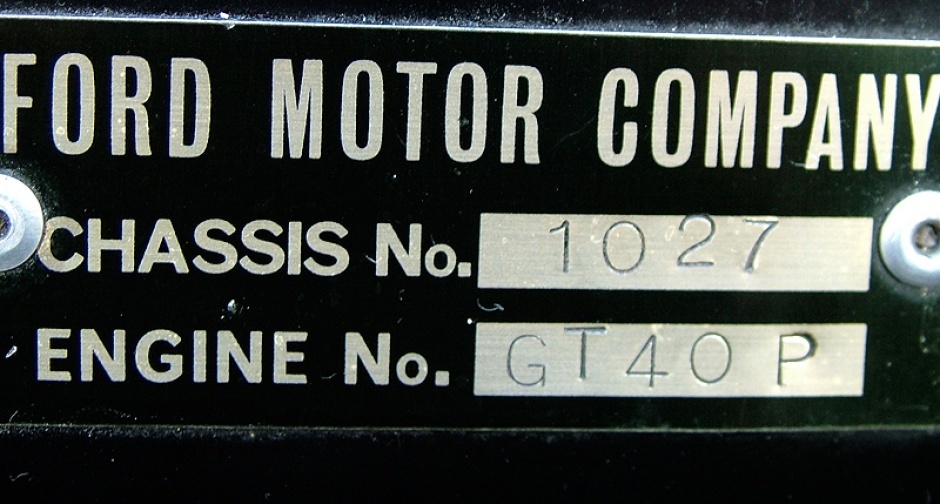 FORD MOTOR COMPANY
CHASSIS No. 1027
ENGINE No. GT40 P